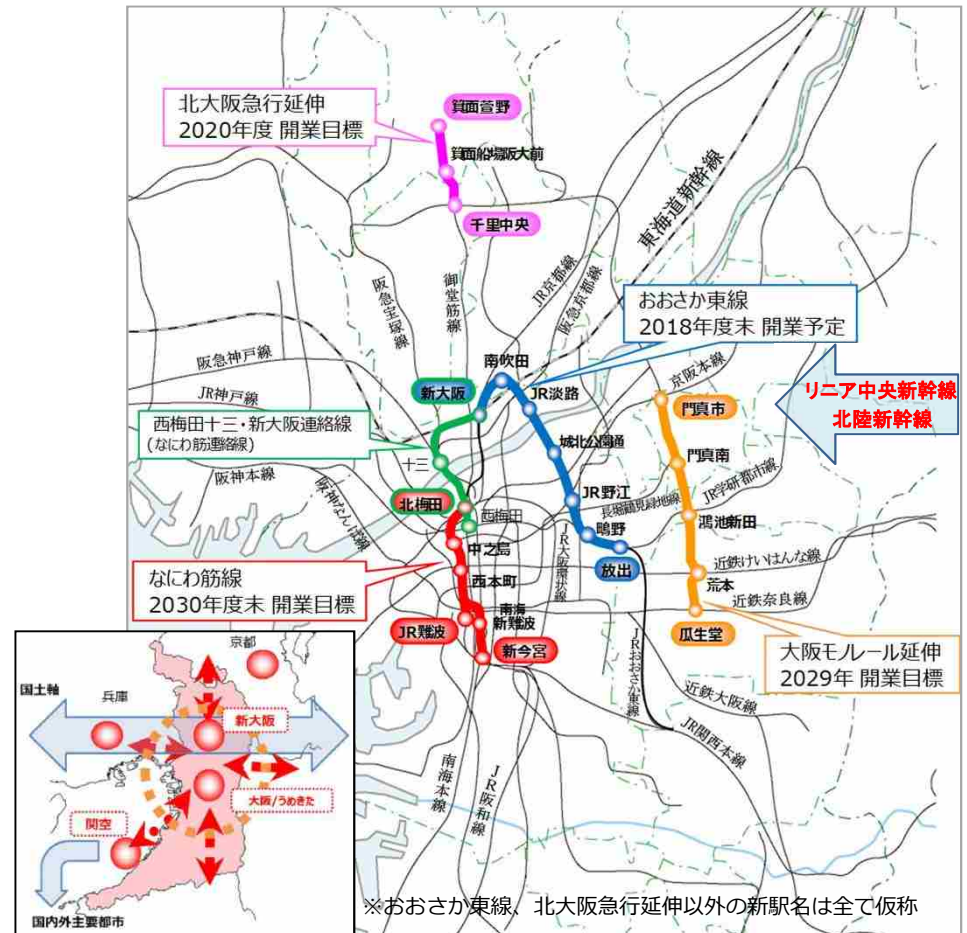 北大阪急行延伸
2020年度 開業目標
箕面萱野
箕面船場阪大前
千里中央
東海道新幹線
JR京都線
阪急京都線
御堂筋線
阪急宝塚線
おおさか東線
2018年度末 開業予定
阪急神戸線
JR神戸線
南吹田
新大阪
JR淡路
京阪本線
門真市
リニア中央新幹線
北陸新幹線
西梅田十三・新大阪連絡線
(なにわ筋連絡線)
城北公園通
門真南
十三
阪神本線
阪神なんば線
北梅田
西梅田
JR野江
長堀鶴見緑地線
JR学研都市線
鴻池新田
中之島
JR大阪環状線
鴫野
放出
近鉄けいはんな線
荒本
なにわ筋線
2030年度末 開業目標
西本町
近鉄奈良線
瓜生堂
JR難波
南海
新難波
新今宮
大阪モノレール延伸
2029年 開業目標
JRおおさか東線
近鉄大阪線
JR関西本線
南海本線
JR阪和線
京都
国土軸
兵庫
新大阪
大阪/うめきた
関空
国内外主要都市
※おおさか東線、北大阪急行延伸以外の新駅名は全て仮称